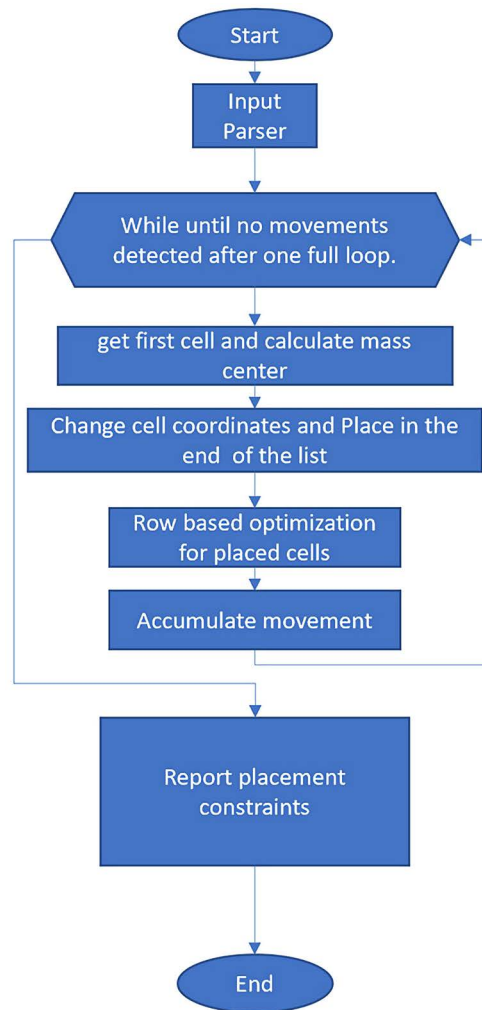 Start
Input
Parser
While until no movements
detected after one full loop.
get first cell and calculate mass
center
Change cell coordinates and Place in the
end of the list
Row based optimization
for placed cells
Accumulate movement
Report placement
constraints
End